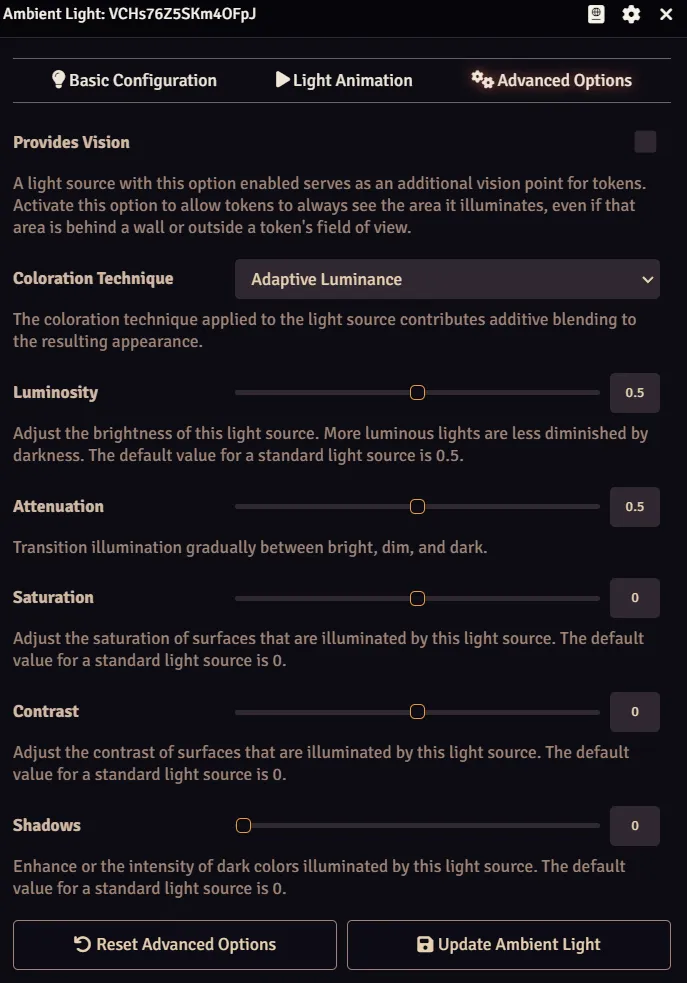 Ambient Light: VCHs76Z5SKm4OFpJ
Basic Configuration
Light Animation
Advanced Options
Provides Vision
A light source with this option enabled serves as an additional vision point for tokens.
Activate this option to allow tokens to always see the area it illuminates, even if that
area is behind a wall or outside a token's field of view.
Coloration Technique
Adaptive Luminance
The coloration technique applied to the light source contributes additive blending to
the resulting appearance.
Luminosity
0.5
Adjust the brightness of this light source. More luminous lights are less diminished by
darkness. The default value for a standard light source is 0.5.
Attenuation
0.5
Transition illumination gradually between bright, dim, and dark.
Saturation
0
Adjust the saturation of surfaces that are illuminated by this light source. The default
value for a standard light source is 0.
Contrast
0
Adjust the contrast of surfaces that are illuminated by this light source. The default
value for a standard light source is 0.
Shadows
0
Enhance or the intensity of dark colors illuminated by this light source. The default
value for a standard light source is 0.
Reset Advanced Options
Update Ambient Light